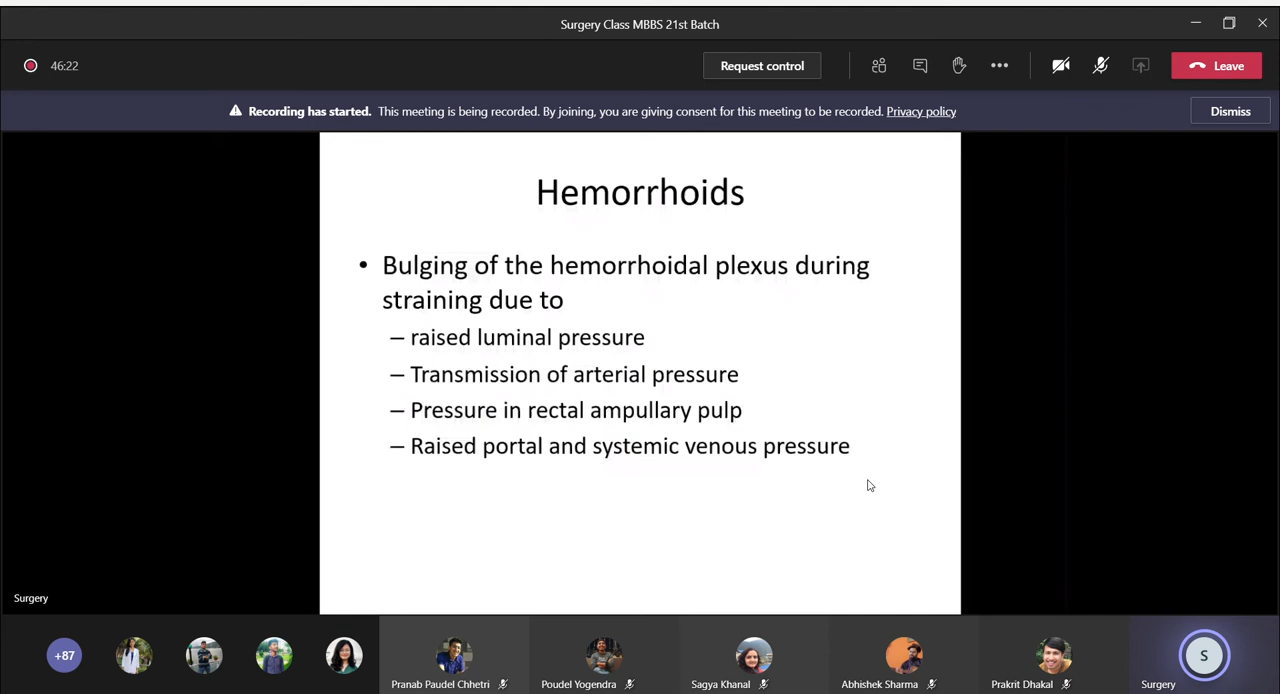 Surgery Class MBBS 21st Batch
46:22
Request control
Leave
Recording has started. This meeting is being recorded. By joining, you are giving consent for this meeting to be recorded. Privacy policy
Dismiss
Hemorrhoids
• Bulging of the hemorrhoidal plexus during
straining due to
– raised luminal pressure
– Transmission of arterial pressure
– Pressure in rectal ampullary pulp
– Raised portal and systemic venous pressure
Surgery
+87
Pranab Paudel Chhetri
Poudel Yogendra
Sagya Khanal
Abhishek Sharma
Prakrit Dhakal
S
Surgery